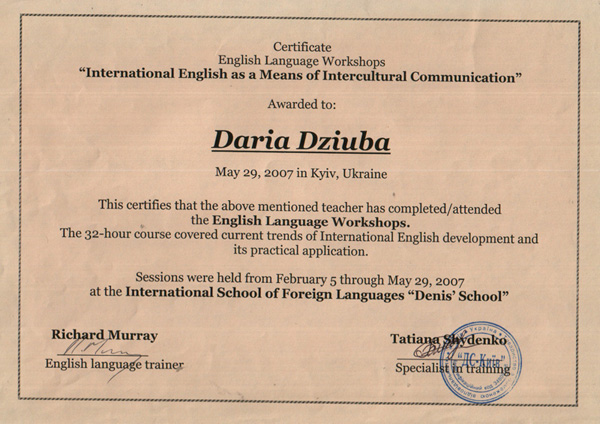 Certificate
English Language Workshops
“International English as a Means of Intercultural Communication”
Awarded to:
Daria Dziuba
May 29, 2007 in Kyiv, Ukraine
This certifies that the above mentioned teacher has completed/attended
the English Language Workshops.
The 32-hour course covered current trends of International English development and
its practical application.
Sessions were held from February 5 through May 29, 2007
at the International School of Foreign Languages “Denis’ School”
Richard Murray
English language trainer
Tatiana Shydenko
Specialist in training
"ДС-Київ"